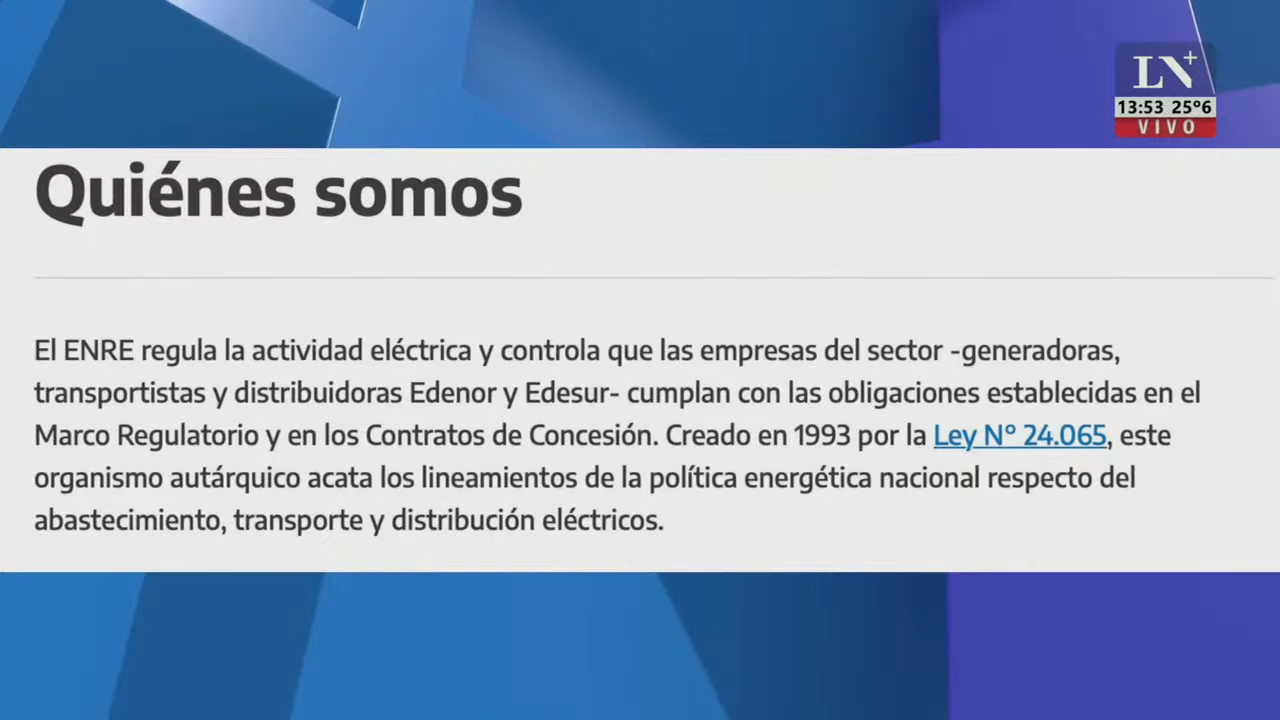 LN+
13:53 25°6
VIVO
Quiénes somos
El ENRE regula la actividad eléctrica y controla que las empresas del sector -generadoras,
transportistas y distribuidoras Edenor y Edesur- cumplan con las obligaciones establecidas en el
Marco Regulatorio y en los Contratos de Concesión. Creado en 1993 por la Ley N° 24.065, este
organismo autárquico acata los lineamientos de la política energética nacional respecto del
abastecimiento, transporte y distribución eléctricos.